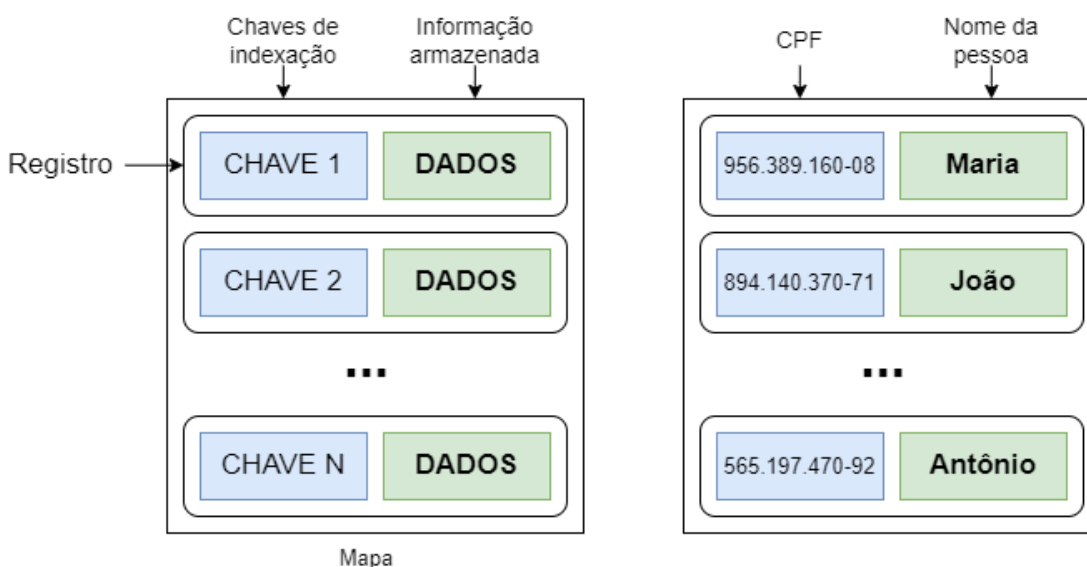 Chaves de
indexação
Informação
armazenada
CPF
Nome da
pessoa
Registro
CHAVE 1
DADOS
956.389.160-08
Maria
CHAVE 2
DADOS
894.140.370-71
João
...
...
CHAVE N
DADOS
565.197.470-92
Antônio
Mapa